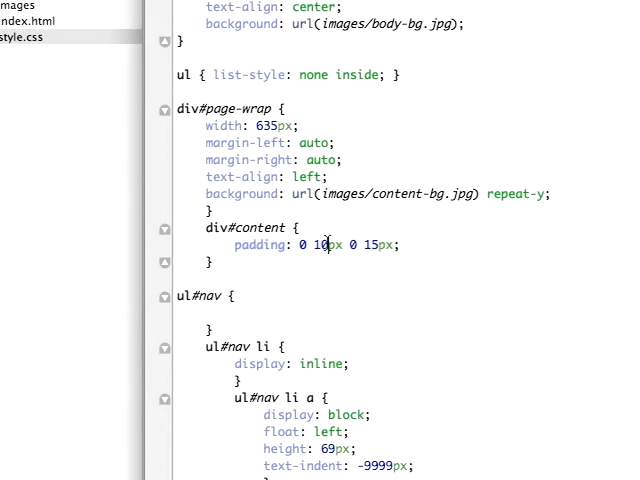 mages
ndex.html
style.css
text-align: center;
background: url(images/body-bg.jpg);
}
ul { list-style: none inside; }
div#page-wrap {
width: 635px;
margin-left: auto;
margin-right: auto;
text-align: left;
background: url(images/content-bg.jpg) repeat-y;
}
div#content {
padding: 0 10px 0 15px;
}
ul#nav {
}
ul#nav li {
display: inline;
}
ul#nav li a {
display: block;
float: left;
height: 69px;
text-indent: -9999px;